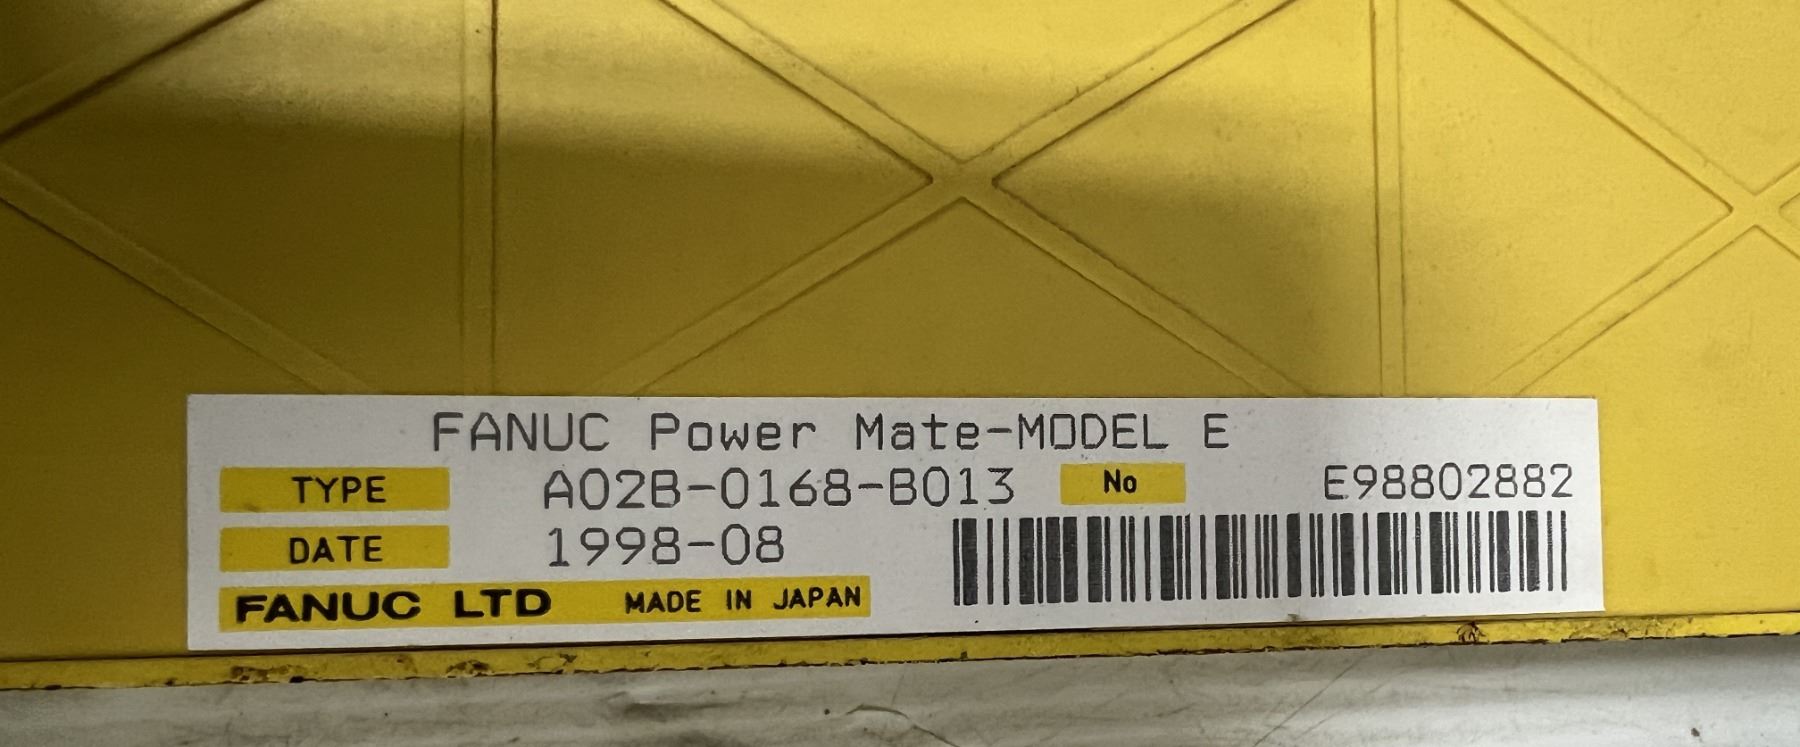 FANUC Power Mate-MODEL E
TYPE A02B-0168-B013 No E98802882
DATE 1998-08
FANUC LTD MADE IN JAPAN